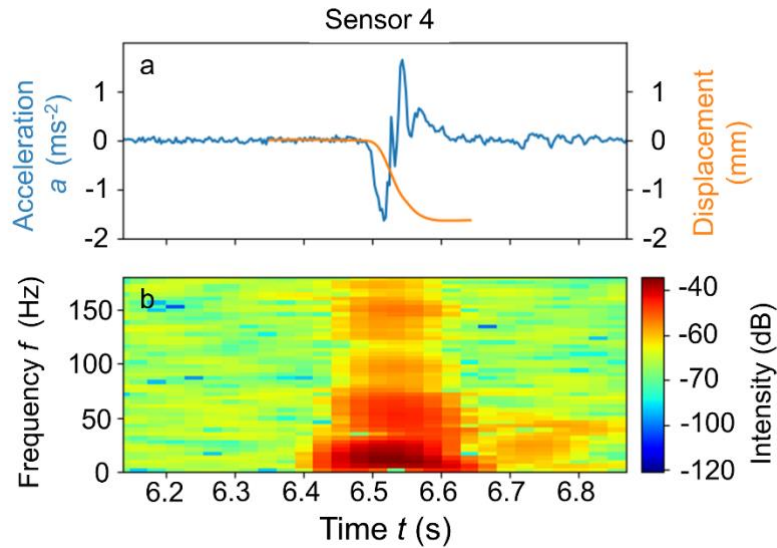 Sensor 4
a
Acceleration
a (ms⁻²)
1
0
-1
-2
1
0
-1
-2
Displacement
(mm)
b
Frequency f (Hz)
150
100
50
0
6.2 6.3 6.4 6.5 6.6 6.7 6.8
Time t (s)
-40
-60
-70
-100
-120
Intensity (dB)